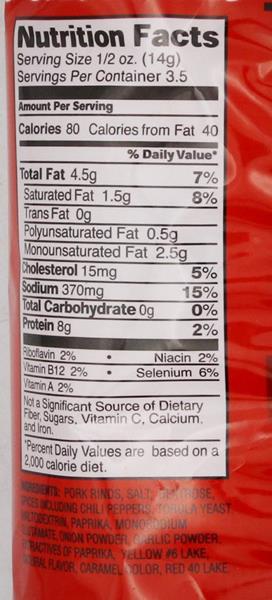 Nutrition Facts
Serving Size 1/2 oz. (14g)
Servings Per Container 3.5
Amount Per Serving
Calories 80 Calories from Fat 40
% Daily Value*
Total Fat 4.5g 7%
Saturated Fat 1.5g 8%
Trans Fat 0g
Polyunsaturated Fat 0.5g
Monounsaturated Fat 2.5g
Cholesterol 15mg 5%
Sodium 370mg 15%
Total Carbohydrate 0g 0%
Protein 8g 2%
Riboflavin 2% • Niacin 2%
Vitamin B12 2% • Selenium 6%
Vitamin A 2%
Not a Significant Source of Dietary
Fiber, Sugars, Vitamin C, Calcium,
and Iron.
*Percent Daily Values are based on a
2,000 calorie diet.
INGREDIENTS: PORK RINDS, SALT, DEXTROSE,
SPICES INCLUDING CHILI PEPPERS, TORULA YEAST,
MALTODEXTRIN, PAPRIKA, MONOSODIUM
GLUTAMATE, ONION POWDER, GARLIC POWDER,
EXTRACTIVES OF PAPRIKA, YELLOW #6 LAKE,
NATURAL FLAVOR, CARAMEL COLOR, RED 40 LAKE.